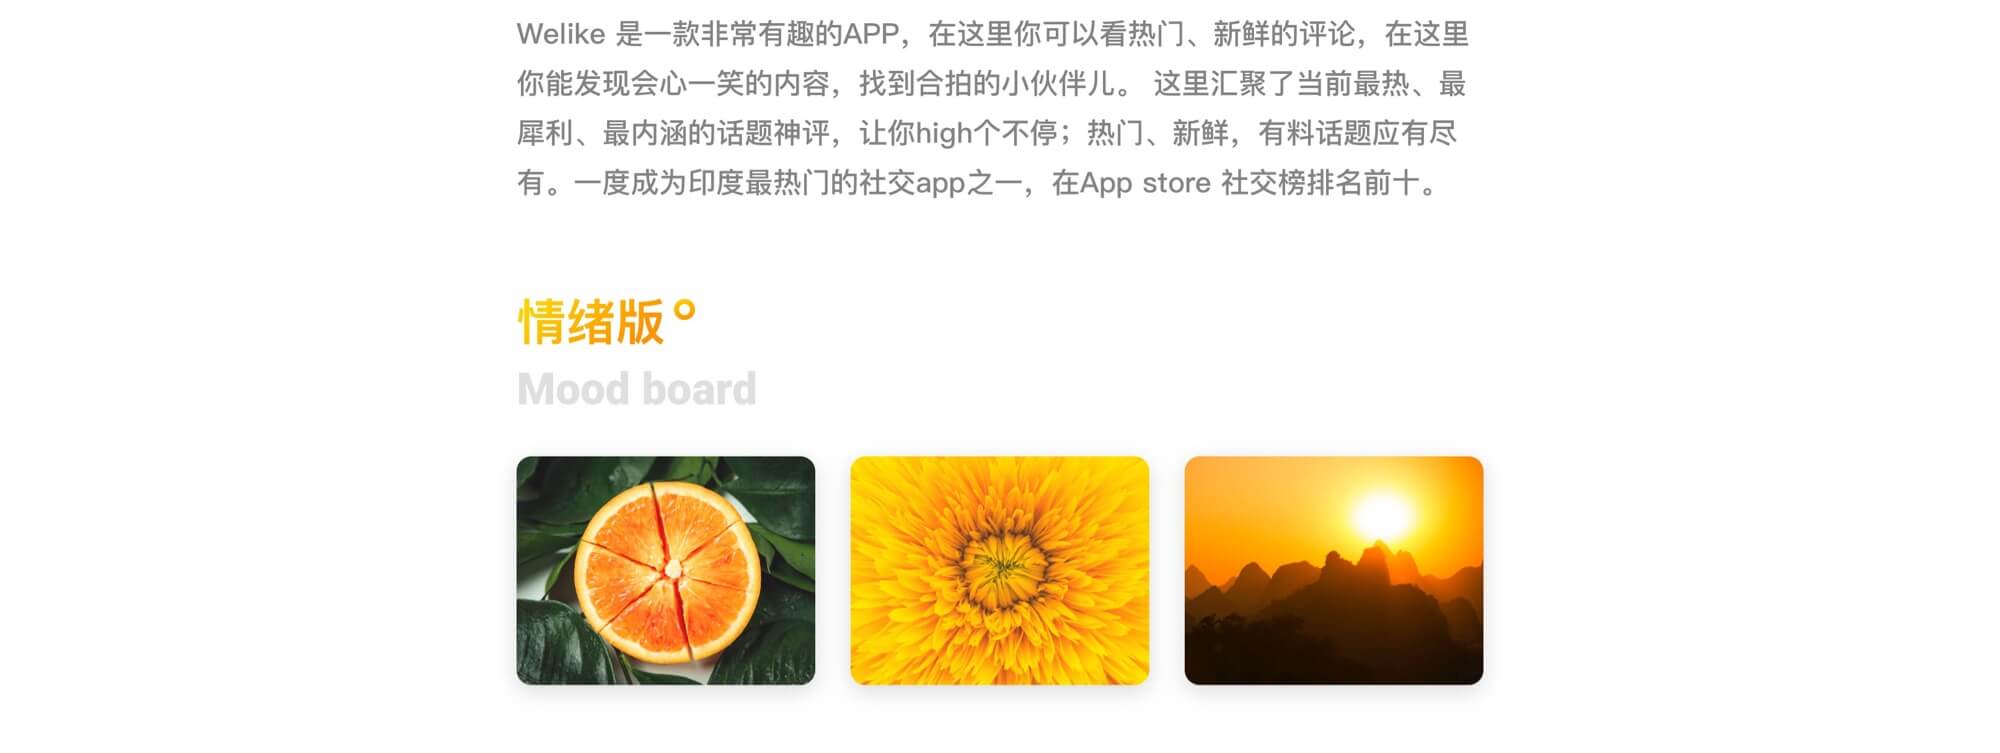 Welike 是一款非常有趣的APP，在这里你可以看热门、新鲜的评论，在这里
你能发现会心一笑的内容，找到合拍的小伙伴儿。 这里汇聚了当前最热、最
犀利、最内涵的话题神评，让你high个不停；热门、新鲜，有料话题应有尽
有。一度成为印度最热门的社交app之一，在App store 社交榜排名前十。
情绪版
Mood board